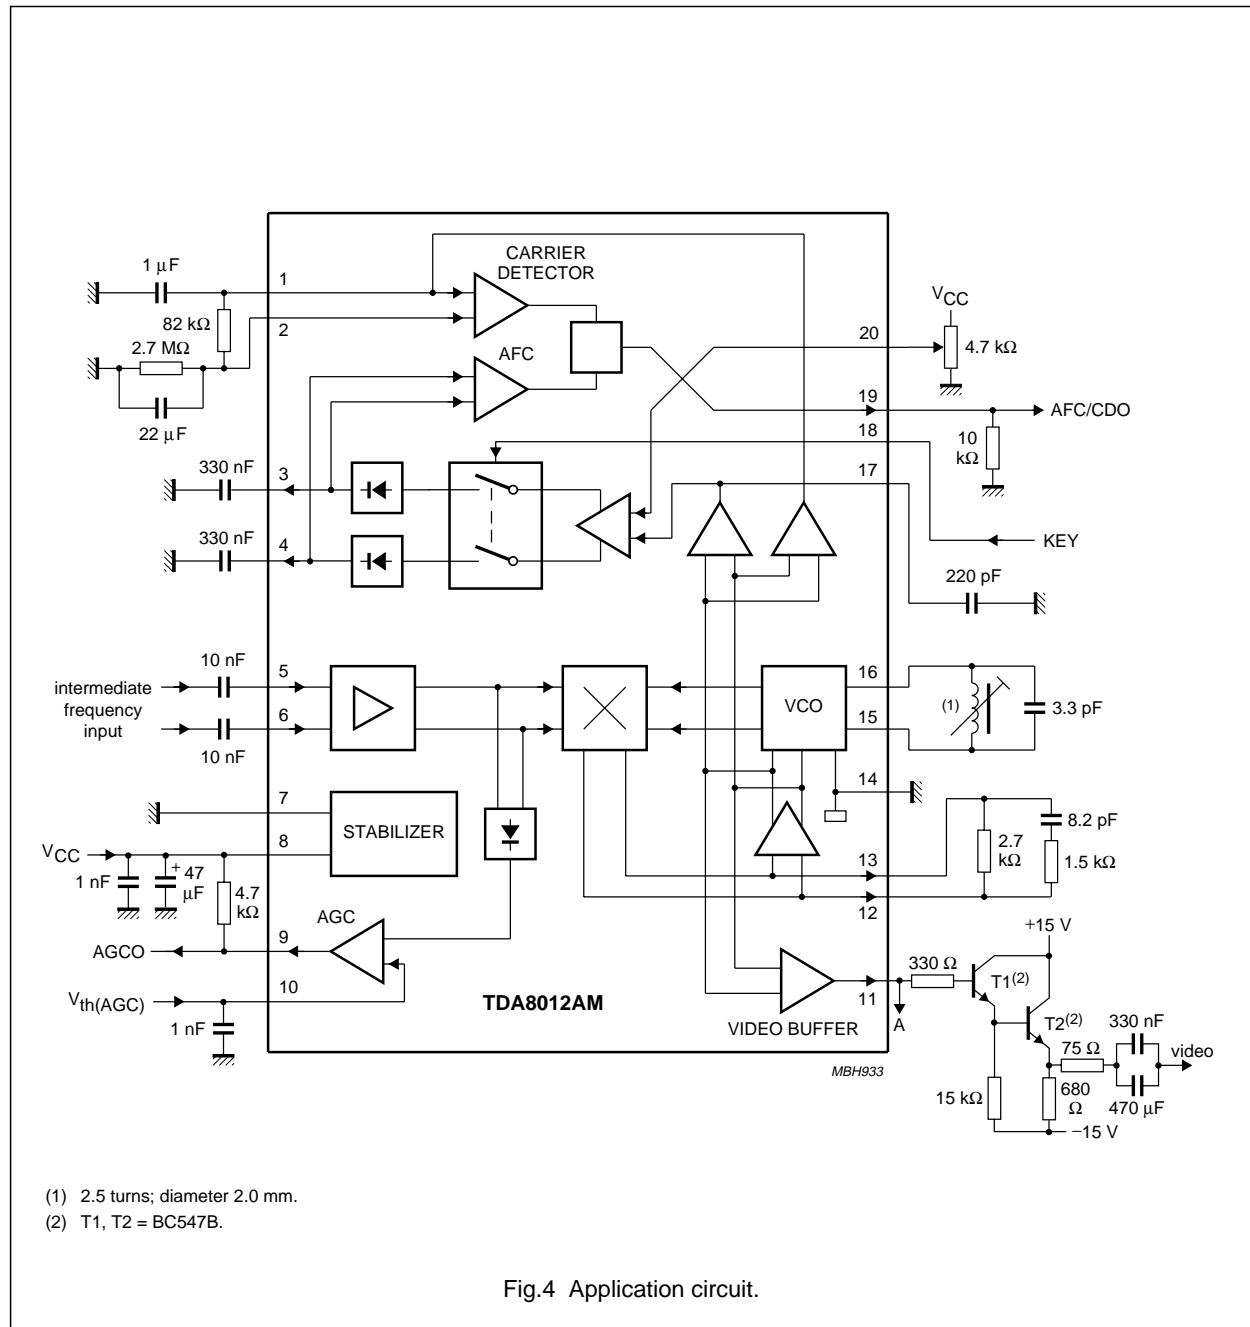 CARRIER
DETECTOR
1 µF
1
82 kΩ
2
2.7 MΩ
22 µF
AFC
VCC
20
4.7 kΩ
19
AFC/CDO
18
10
kΩ
17
330 nF
3
330 nF
4
KEY
220 pF
10 nF
5
intermediate
frequency
input
6
10 nF
VCO
16
15
(1)
3.3 pF
14
7
STABILIZER
VCC
8
1 nF
+
47
µF
4.7
kΩ
8.2 pF
2.7
kΩ
1.5 kΩ
13
12
AGC
AGCO
9
Vth(AGC)
10
1 nF
TDA8012AM
VIDEO BUFFER
11
A
330 Ω
+15 V
T1(2)
T2(2)
75 Ω
330 nF
video
15 kΩ
680
Ω
470 µF
−15 V
MBH933
(1) 2.5 turns; diameter 2.0 mm.
(2) T1, T2 = BC547B.
Fig.4 Application circuit.